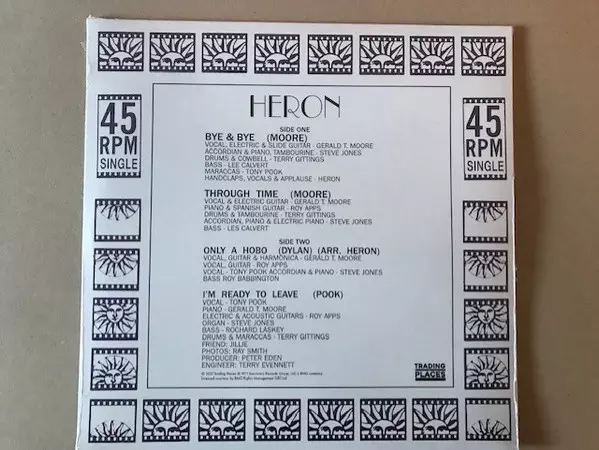 HERON
45
RPM
SINGLE
SIDE ONE
BYE & BYE (MOORE)
VOCAL, ELECTRIC & SLIDE GUITAR - GERALD T. MOORE
ACCORDIAN & PIANO, TAMBOURINE - STEVE JONES
DRUMS & COWBELL - TERRY GITTINGS
BASS - LEE CALVERT
MARACCAS - TONY POOK
HANDCLAPS, VOCALS & APPLAUSE - HERON
THROUGH TIME (MOORE)
VOCAL & ELECTRIC GUITAR - GERALD T. MOORE
PIANO & SPANISH GUITAR - ROY APPS
DRUMS & TAMBOURINE - TERRY GITTINGS
ACCORDIAN, PIANO & ELECTRIC PIANO - STEVE JONES
BASS - LES CALVERT
SIDE TWO
ONLY A HOBO (DYLAN) (ARR. HERON)
VOCAL, GUITAR & HARMONICA - GERALD T. MOORE
VOCAL, GUITAR - ROY APPS
VOCAL - TONY POOK ACCORDIAN & PIANO - STEVE JONES
BASS ROY BABBINGTON
I'M READY TO LEAVE (POOK)
VOCAL - TONY POOK
PIANO - GERALD T. MOORE
ELECTRIC & ACOUSTIC GUITARS - ROY APPS
ORGAN - STEVE JONES
BASS - ROCHARD LASKEY
DRUMS & MARACCAS - TERRY GITTINGS
FRIEND: JILLIE
PHOTOS: RAY SMITH
PRODUCER: PETER EDEN
ENGINEER: TERRY EVENNETT
TRADING
PLACES
45
RPM
SINGLE